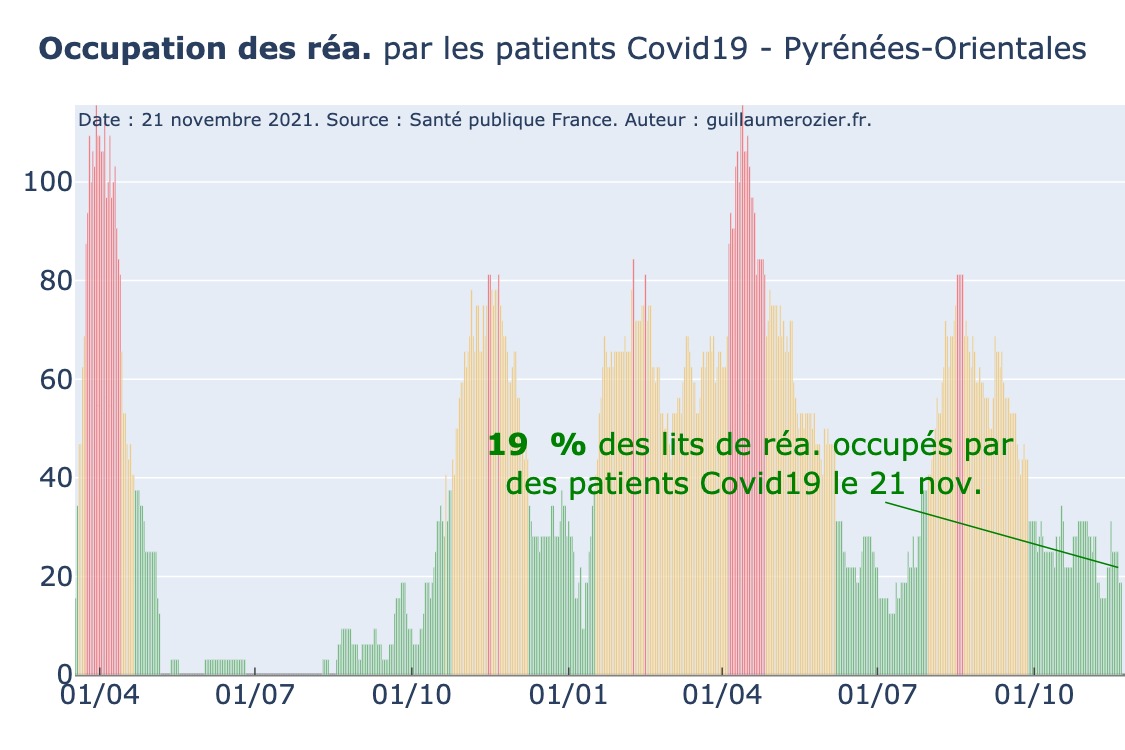 Occupation des réa. par les patients Covid19 - Pyrénées-Orientales
Date : 21 novembre 2021. Source : Santé publique France. Auteur : guillaumerozier.fr.
100
80
60
40
20
0
19 % des lits de réa. occupés par
des patients Covid19 le 21 nov.
01/04 01/07 01/10 01/01 01/04 01/07 01/10